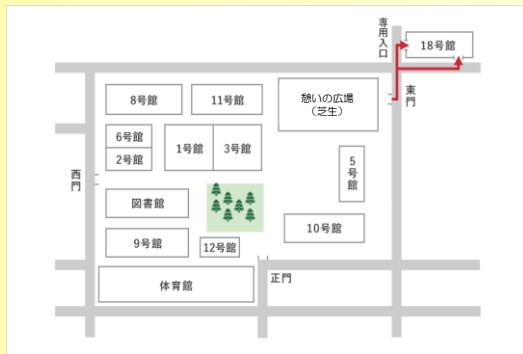 専用入口
18号館
8号館
11号館
憩いの広場
（芝生）
東門
6号館
2号館
1号館
3号館
5号館
西門
図書館
10号館
9号館
12号館
正門
体育館